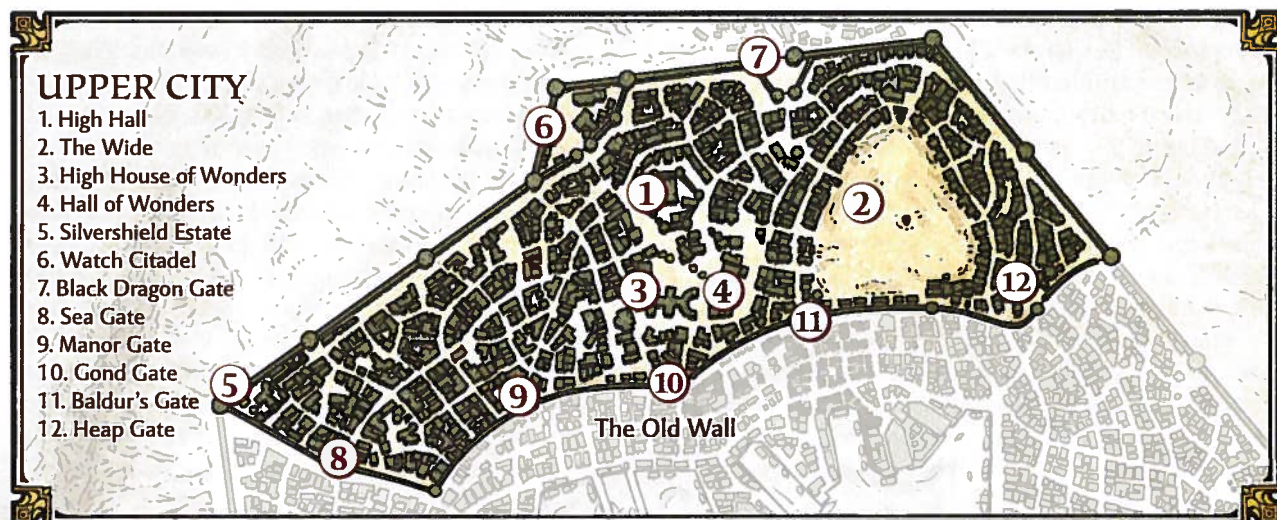 UPPER CITY
1. High Hall
2. The Wide
3. High House of Wonders
4. Hall of Wonders
5. Silvershield Estate
6. Watch Citadel
7. Black Dragon Gate
8. Sea Gate
9. Manor Gate
10. Gond Gate
11. Baldur's Gate
12. Heap Gate
7
6
1
2
3
4
12
11
5
9
10
The Old Wall
8